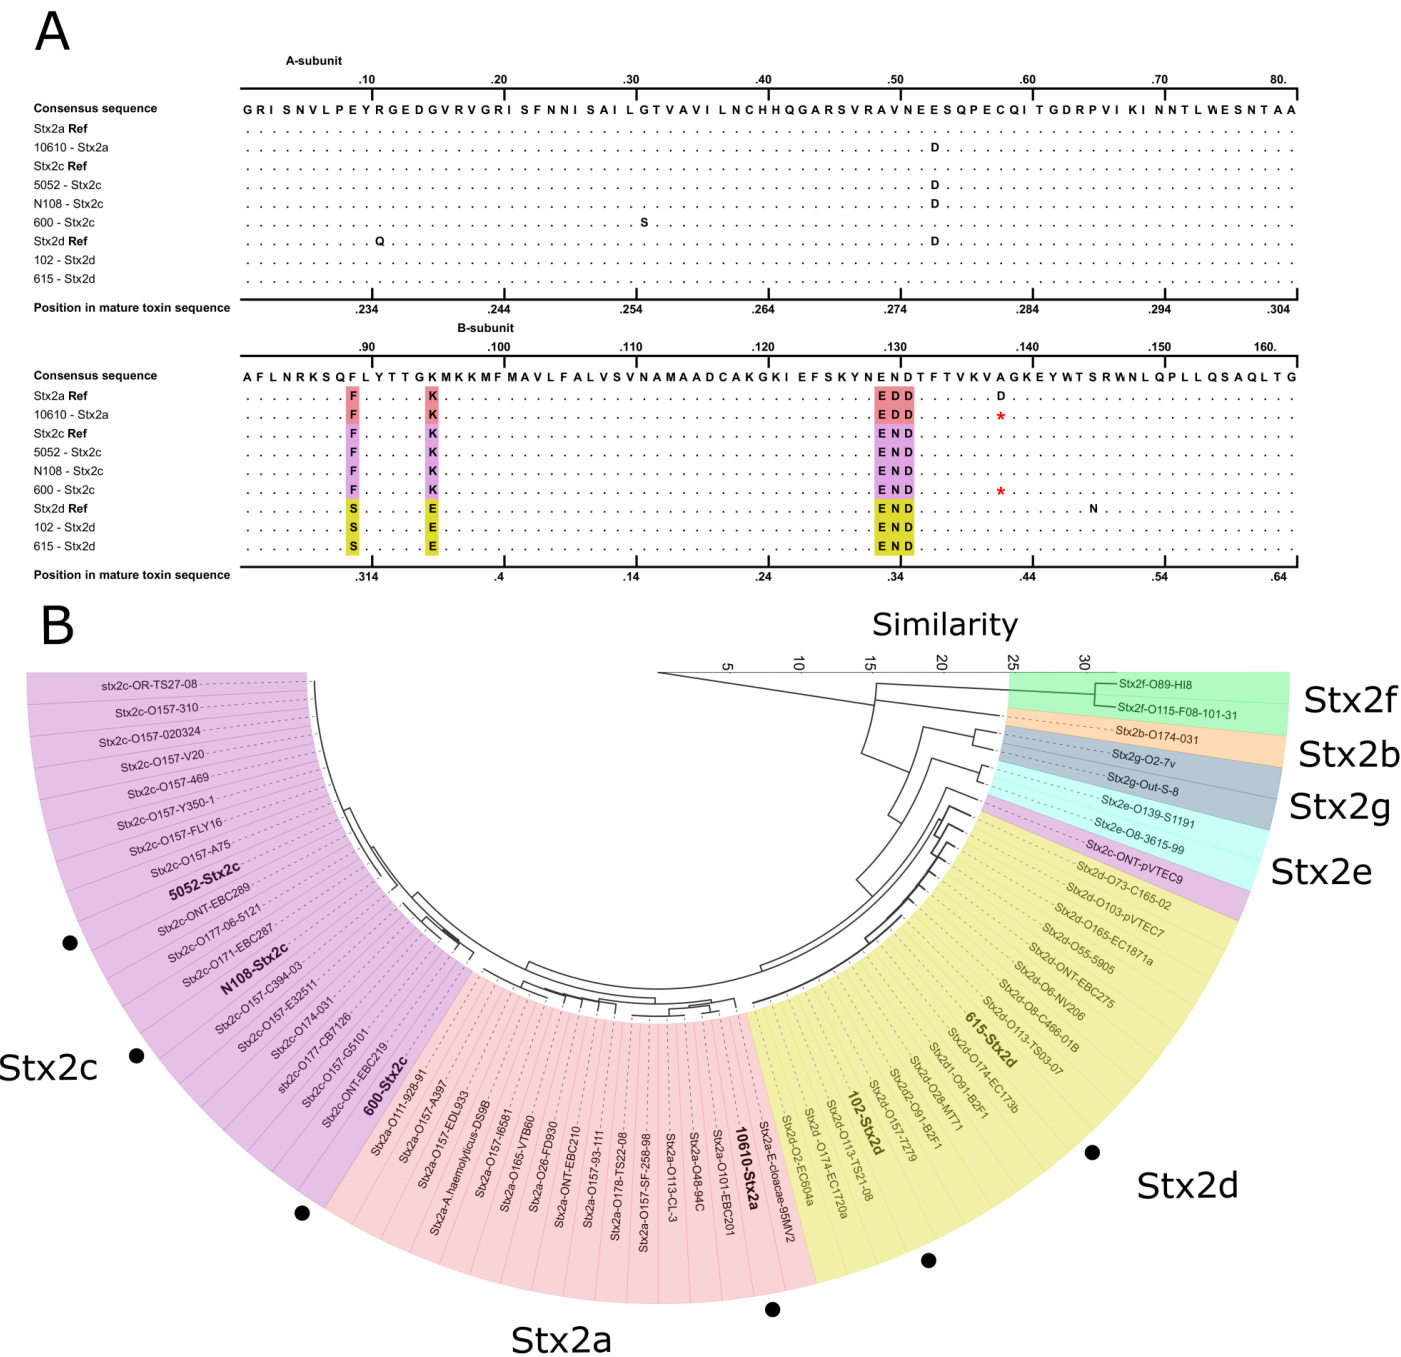 A
A-subunit
.10 .20 .30 .40 .50 .60 .70 80.
Consensus sequence G R I S N V L P E Y R G E D G V R V G R I S F N N I S A I L G T V A V I L N C H H Q G A R S V R A V N E E S Q P E C Q I T G D R P V I K I N N T L W E S N T A A
Stx2a Ref
10610 - Stx2a D
Stx2c Ref
5052 - Stx2c D
N108 - Stx2c D
600 - Stx2c S
Stx2d Ref Q D
102 - Stx2d
615 - Stx2d
Position in mature toxin sequence .234 .244 .254 .264 .274 .284 .294 .304
B-subunit
.90 .100 .110 .120 .130 .140 .150 160.
Consensus sequence A F L N R K S Q F L Y T T G K M K K M F M A V L F A L V S V N A M A A D C A K G K I E F S K Y N E N D T F T V K V A G K E Y W T S R W N L Q P L L Q S A Q L T G
Stx2a Ref F K E D D D
10610 - Stx2a F K E D D *
Stx2c Ref F K E N D
5052 - Stx2c F K E N D
N108 - Stx2c F K E N D
600 - Stx2c F K E N D *
Stx2d Ref S E E N D N
102 - Stx2d S E E N D
615 - Stx2d S E E N D
Position in mature toxin sequence .314 .4 .14 .24 .34 .44 .54 .64
B
Similarity
5 10 15 20 25 30
stx2c-OR-TS27-08
Stx2c-O157-310
Stx2c-O157-020324
Stx2c-O157-V20
Stx2c-O157-469
Stx2c-O157-Y350-1
Stx2c-O157-FLY16
Stx2c-O157-A75
5052-Stx2c
Stx2c-ONT-EBC289
Stx2c-O177-06-5121
Stx2c-O171-EBC287
N108-Stx2c
Stx2c-O157-C394-03
Stx2c-O157-E32511
Stx2c-O174-031
stx2c-O177-CB7126
Stx2c-O157-G5101
Stx2c-ONT-EBC219
600-Stx2c
Stx2c
Stx2a-O111-928-91
Stx2a-O157-A397
Stx2a-O157-EDL933
Stx2a-A.haemolyticus-DS9B
Stx2a-O157-I6581
Stx2a-O165-VTB60
Stx2a-O26-FD930
Stx2a-ONT-EBC210
Stx2a-O157-93-111
Stx2a-O178-TS22-08
Stx2a-O157-SF-258-98
Stx2a-O113-CL-3
Stx2a-O48-94C
Stx2a-O101-EBC201
10610-Stx2a
Stx2a-E-cloacae-95MV2
Stx2a
Stx2d-O2-EC604a
Stx2d -O174-EC1720a
Stx2d-O113-TS21-08
102-Stx2d
Stx2d-O157-7279
Stx2d2-O91-B2F1
Stx2d-O28-MT71
Stx2d1-O91-B2F1
Stx2d-O174-EC173b
615-Stx2d
Stx2d-O113-TS03-07
Stx2d-O8-C466-01B
Stx2d-O6-NV206
Stx2d-ONT-EBC275
Stx2d-O55-5905
Stx2d-O165-EC1871a
Stx2d-O103-pVTEC7
Stx2d-O73-C165-02
Stx2d
Stx2c-ONT-pVTEC9
Stx2e-O8-3615-99
Stx2e-O139-S1191
Stx2e
Stx2g-Out-S-8
Stx2g-O2-7v
Stx2g
Stx2b-O174-031
Stx2b
Stx2f-O115-F08-101-31
Stx2f-O89-HI8
Stx2f